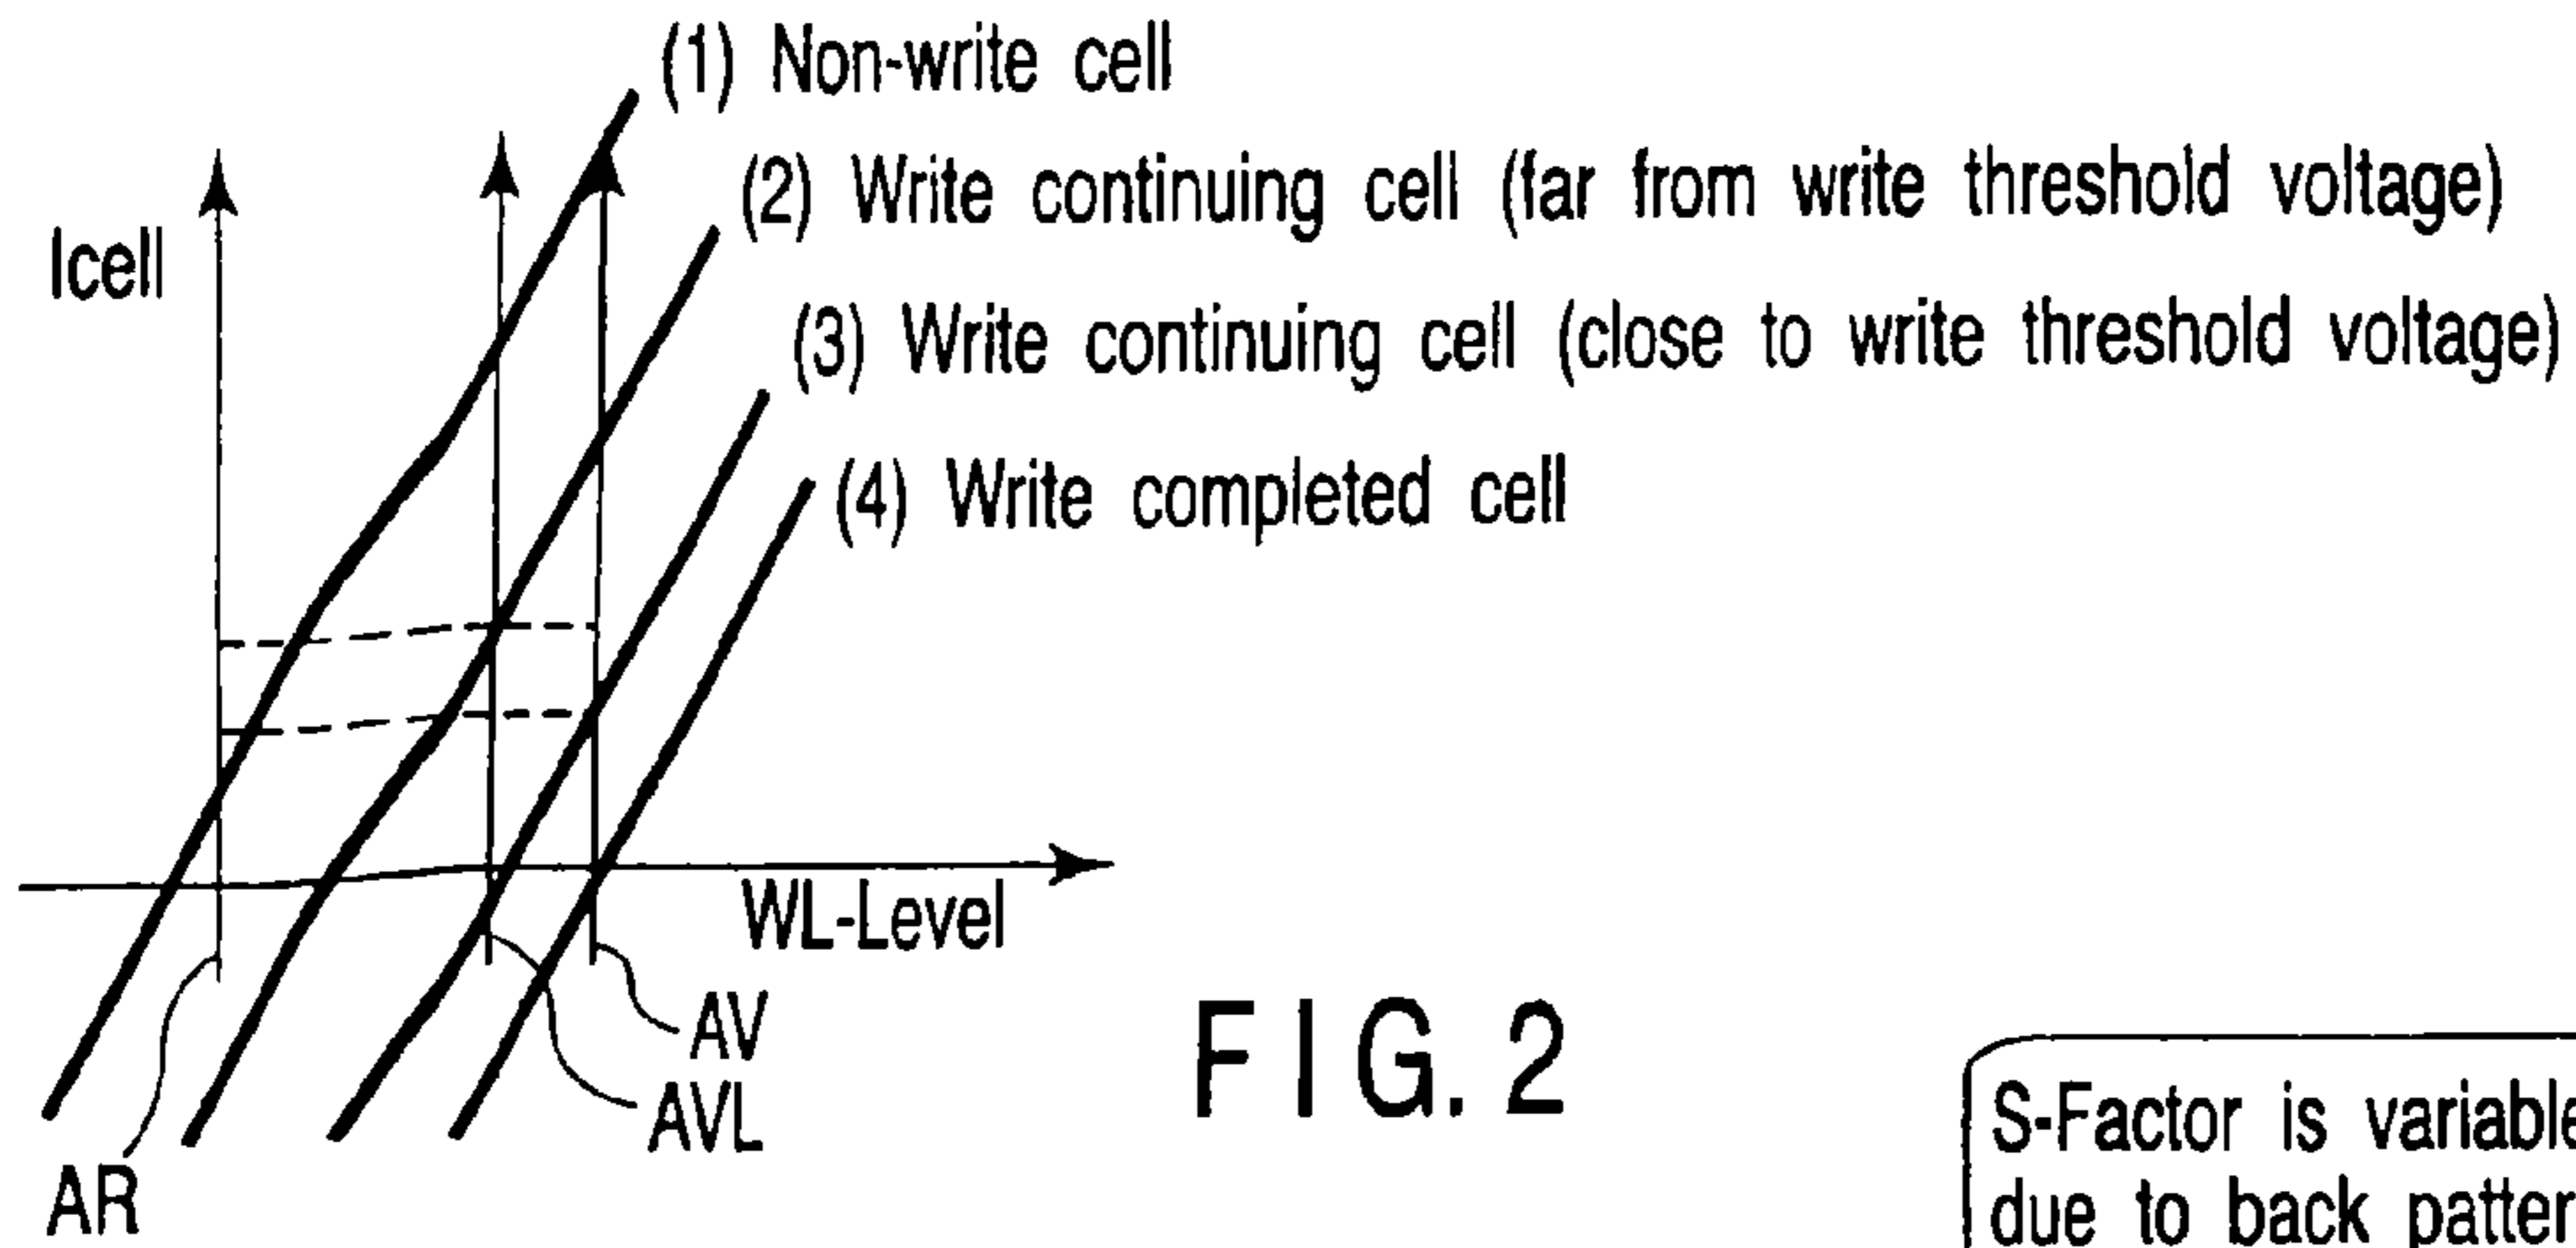 (1) Non-write cell
(2) Write continuing cell (far from write threshold voltage)
Icell
(3) Write continuing cell (close to write threshold voltage)
(4) Write completed cell
WL-Level
AV
AVL
AR
FIG. 2
S-Factor is variable
due to back